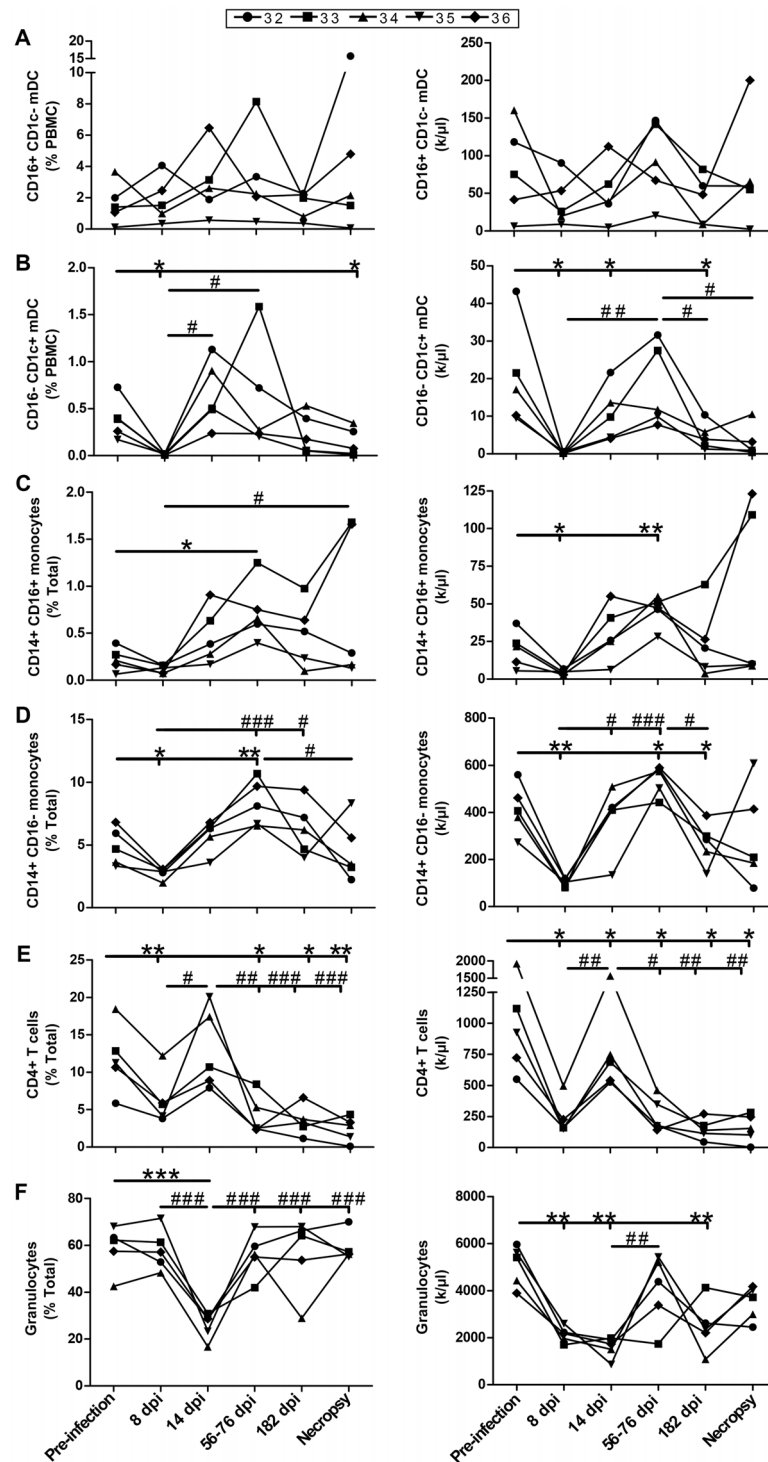 32 33 34 35 36
A
CD16+ CD1c- mDC
(% PBMC)
20
15
8
6
4
2
0
CD16+ CD1c- mDC
(k/µl)
250
200
150
100
50
0
B
CD16- CD1c+ mDC
(% PBMC)
2.0
1.5
1.0
0.5
0.0
* *
#
#
CD16- CD1c+ mDC
(k/µl)
50
40
30
20
10
0
* * *
#
## #
C
CD14+ CD16+ monocytes
(% Total)
2.0
1.5
1.0
0.5
0.0
#
*
CD14+ CD16+ monocytes
(k/µl)
125
100
75
50
25
0
* **
D
CD14+ CD16- monocytes
(% Total)
15
10
5
0
### #
* ** #
CD14+ CD16- monocytes
(k/µl)
800
600
400
200
0
# ### #
** * *
E
CD4+ T cells
(% Total)
25
20
15
10
5
0
** * * **
# ## ### ###
CD4+ T cells
(k/µl)
2000
1500
1250
1000
750
500
250
0
* * * * *
## # ## ##
F
Granulocytes
(% Total)
80
60
40
20
0
***
### ### ### ###
Granulocytes
(k/µl)
8000
6000
4000
2000
0
** ** **
##
Pre-infection 8 dpi 14 dpi 56-76 dpi 182 dpi Necropsy
Pre-infection 8 dpi 14 dpi 56-76 dpi 182 dpi Necropsy